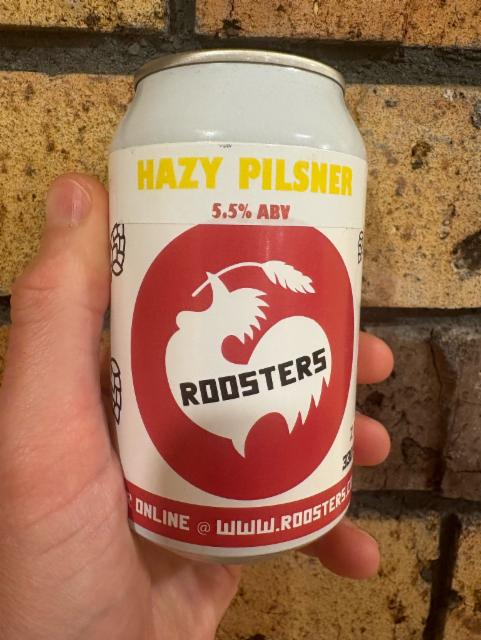 HAZY PILSNER
5.5% ABV
ROOSTERS
ONLINE @ WWW.ROOSTERS